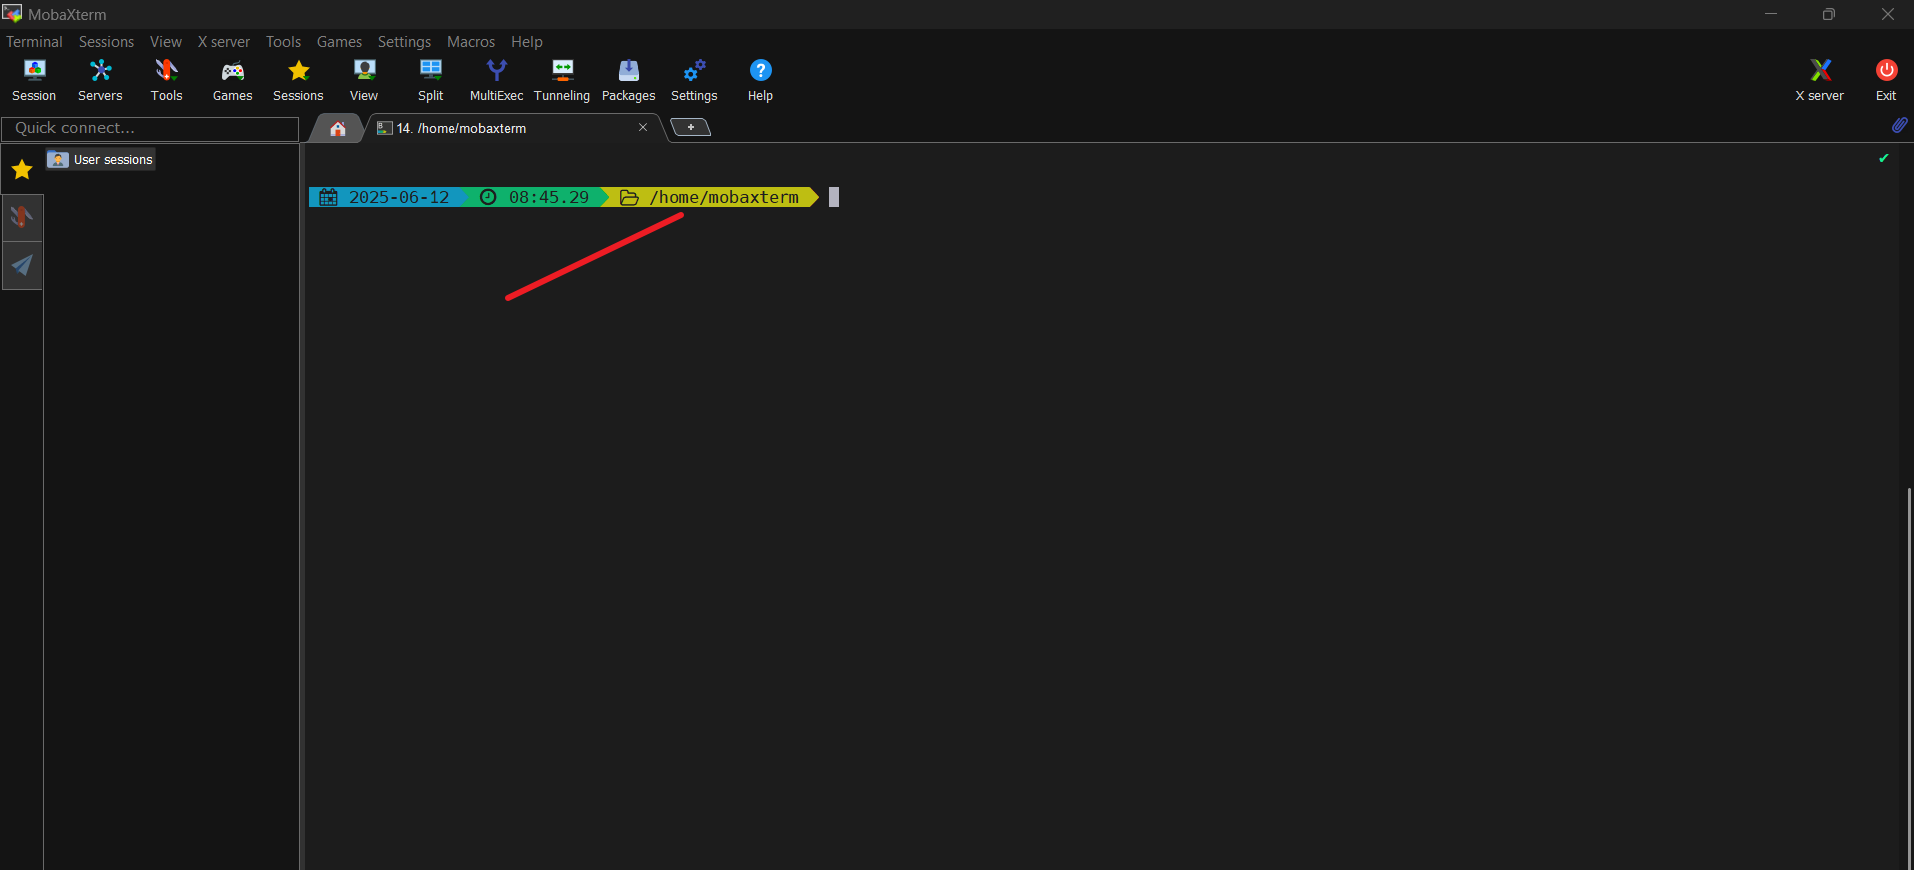 MobaXterm
Terminal Sessions View X server Tools Games Settings Macros Help
Session Servers Tools Games Sessions View Split MultiExec Tunneling Packages Settings Help X server Exit
Quick connect... 14. /home/mobaxterm
User sessions
2025-06-12 08:45.29 /home/mobaxterm